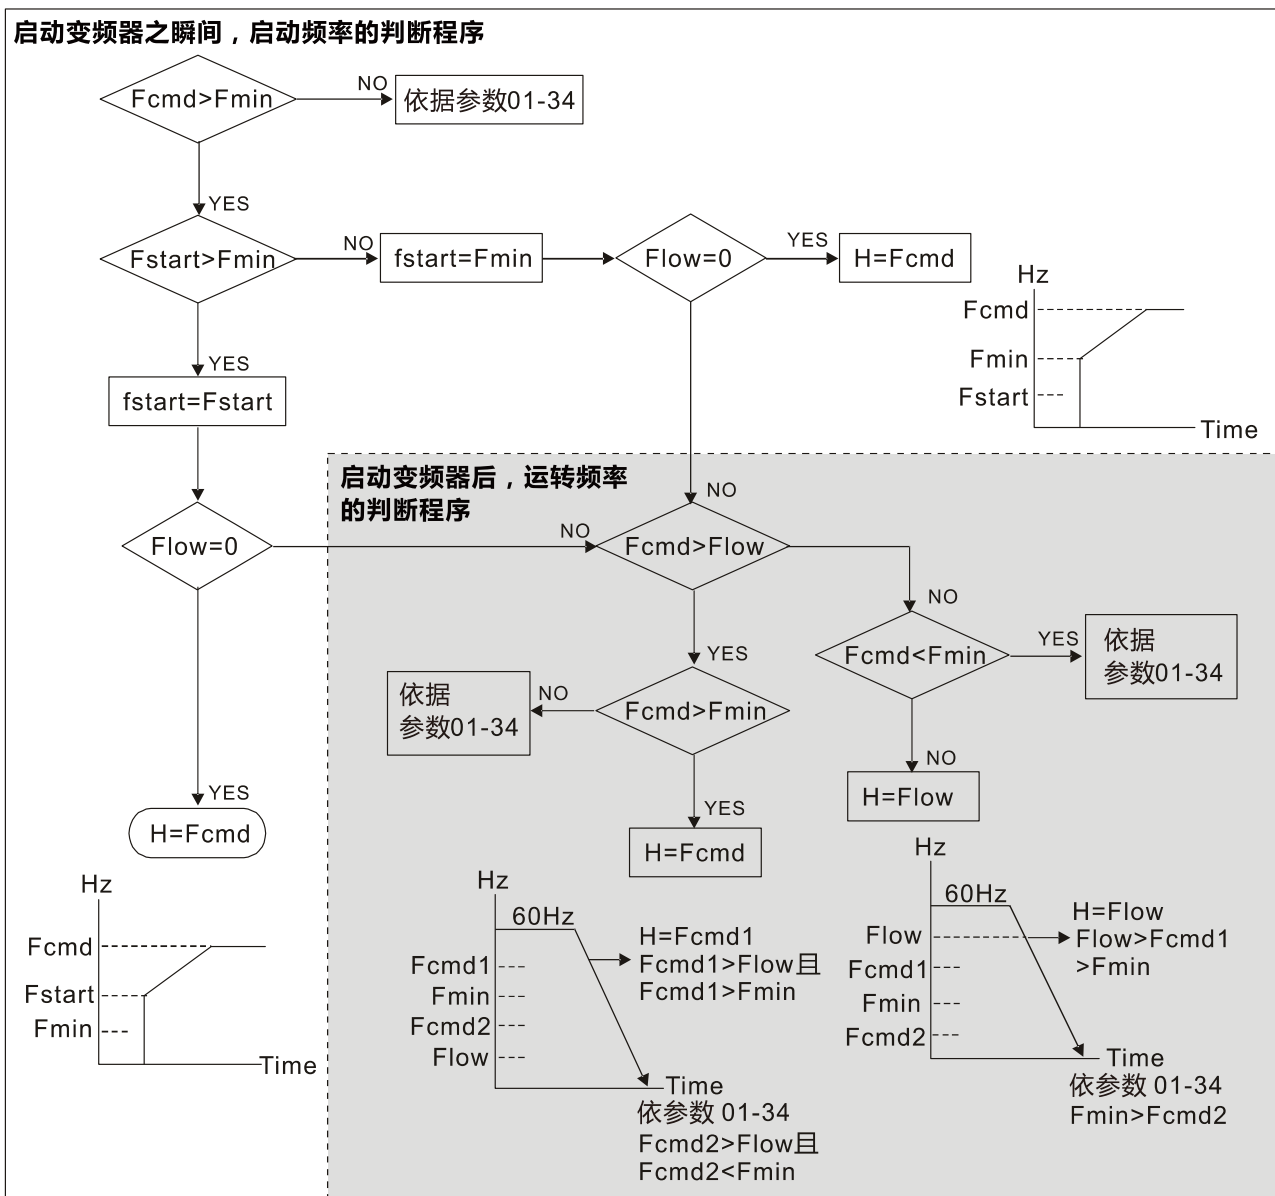 启动变频器之瞬间，启动频率的判断程序
Fcmd>Fmin
NO
依据参数01-34
YES
Fstart>Fmin
NO
fstart=Fmin
Flow=0
YES
H=Fcmd
Hz
Fcmd
Fmin
Fstart
Time
YES
fstart=Fstart
启动变频器后，运转频率
的判断程序
NO
Flow=0
NO
Fcmd>Flow
NO
Fcmd<Fmin
YES
依据
参数01-34
YES
Fcmd>Fmin
NO
依据
参数01-34
NO
H=Flow
YES
H=Fcmd
YES
H=Fcmd
Hz
Fcmd
Fstart
Fmin
Time
Hz
60Hz
Fcmd1
Fmin
Fcmd2
Flow
H=Fcmd1
Fcmd1>Flow且
Fcmd1>Fmin
Time
依参数 01-34
Fcmd2>Flow且
Fcmd2<Fmin
Hz
60Hz
Flow
Fcmd1
Fmin
Fcmd2
H=Flow
Flow>Fcmd1
>Fmin
Time
依参数 01-34
Fmin>Fcmd2